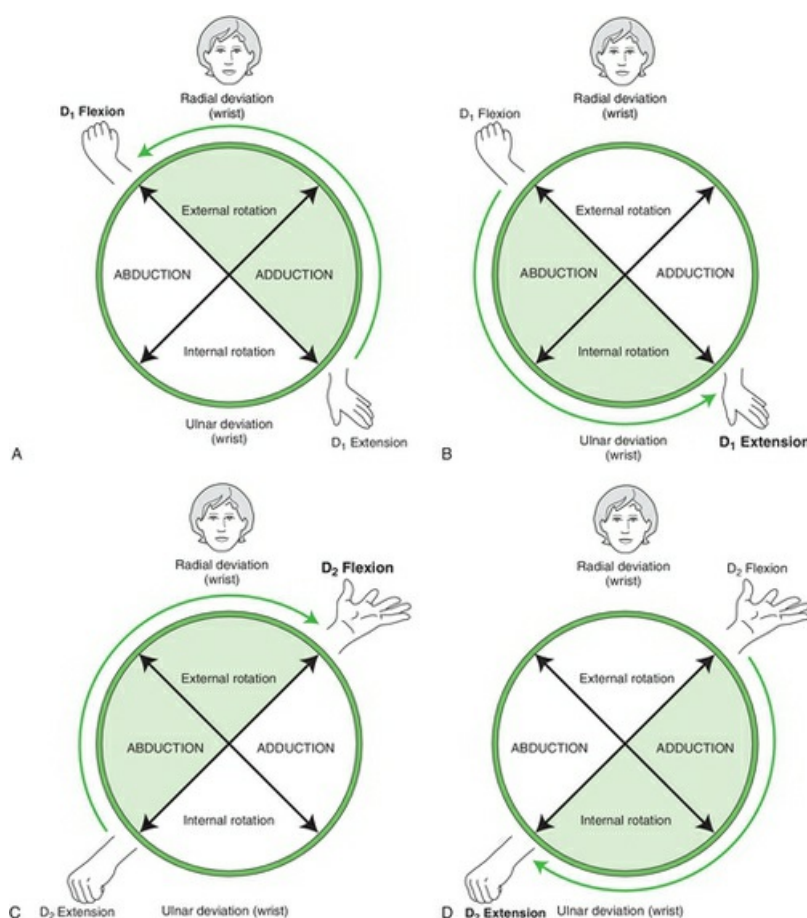 Radial deviation
(wrist)
D₁ Flexion
External rotation
ABDUCTION
ADDUCTION
Internal rotation
Ulnar deviation
(wrist)
D₁ Extension
A
Radial deviation
(wrist)
D₁ Flexion
External rotation
ABDUCTION
ADDUCTION
Internal rotation
Ulnar deviation
(wrist)
D₁ Extension
B
Radial deviation
(wrist)
D₂ Flexion
External rotation
ABDUCTION
ADDUCTION
Internal rotation
C
D₂ Extension
Ulnar deviation (wrist)
Radial deviation
(wrist)
D₂ Flexion
External rotation
ABDUCTION
ADDUCTION
Internal rotation
D
D₂ Extension
Ulnar deviation (wrist)